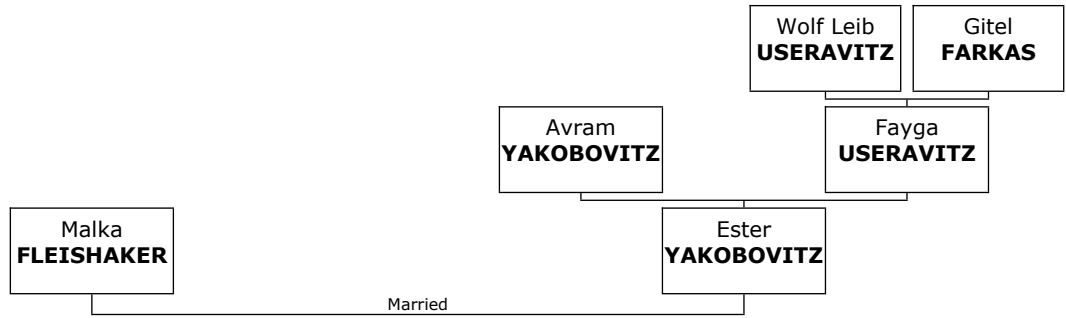 Wolf Leib
USERAVITZ
Gitel
FARKAS
Avram
YAKOBOVITZ
Fayga
USERAVITZ
Malka
FLEISHAKER
Ester
YAKOBOVITZ
Married